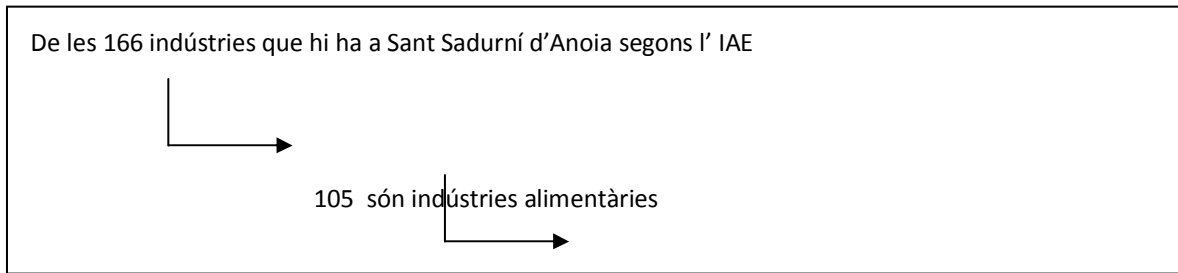 De les 166 indústries que hi ha a Sant Sadurní d’Anoia segons l’ IAE
105 són indústries alimentàries